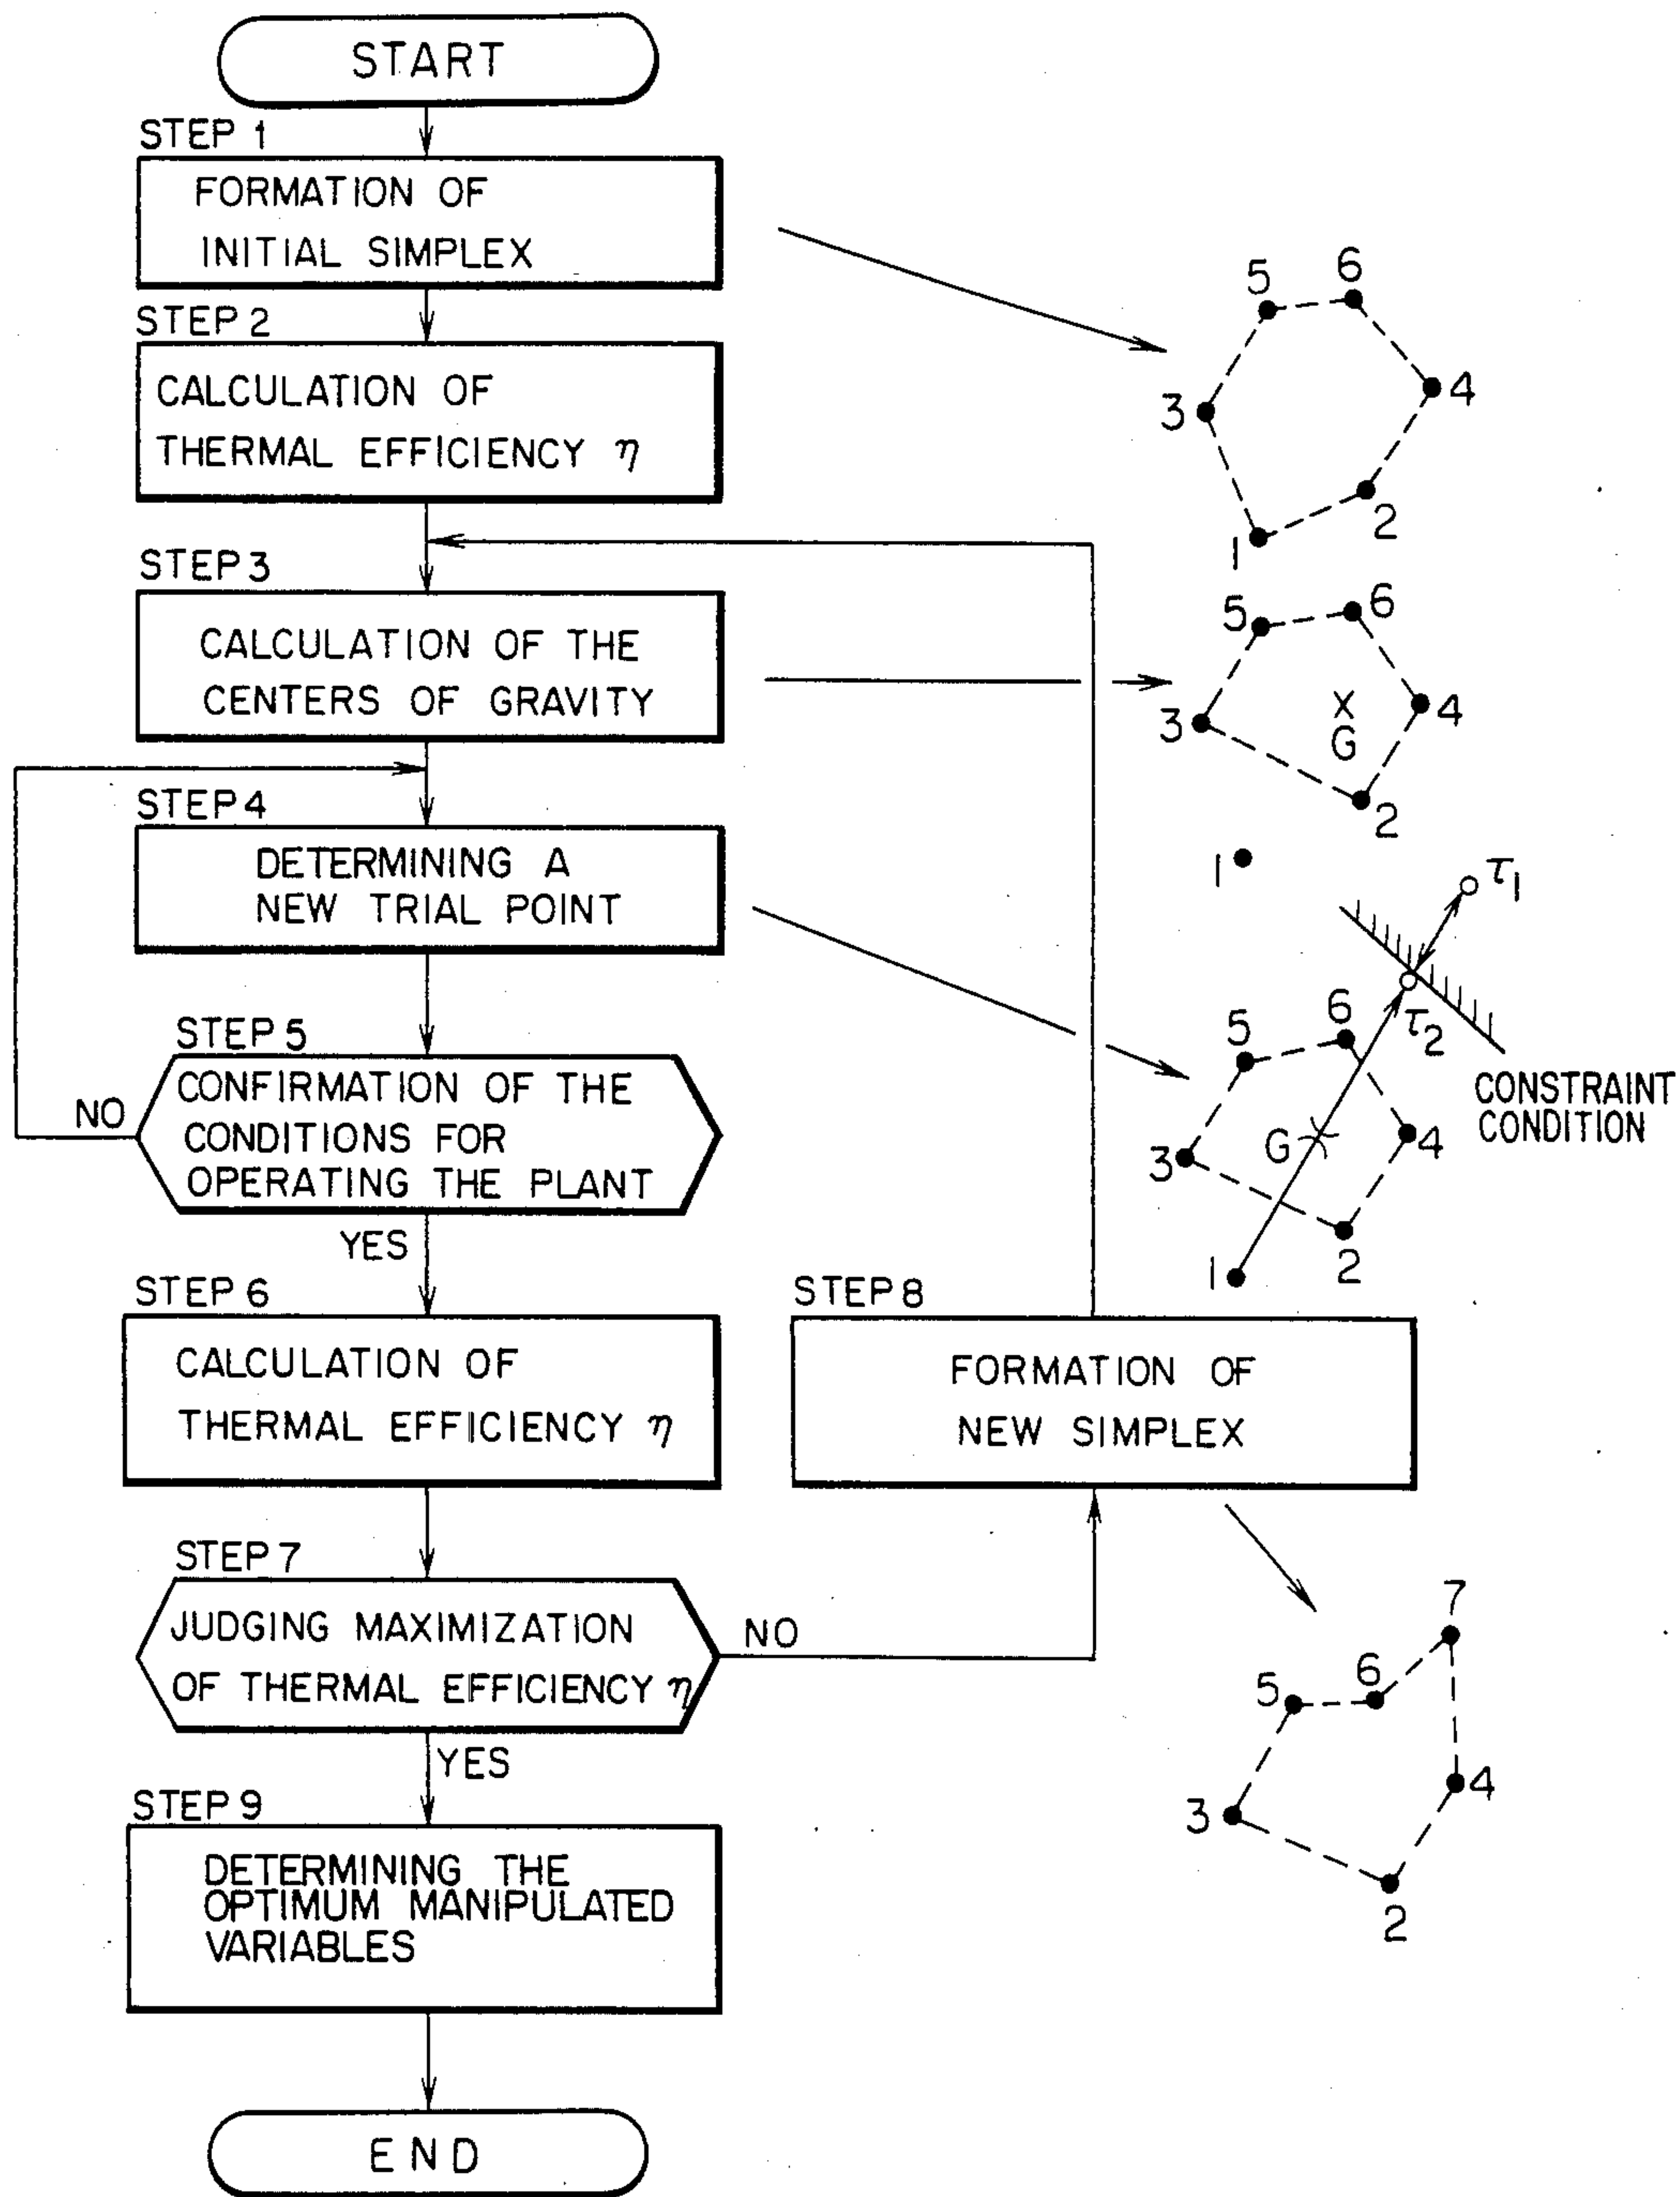 START
STEP 1
FORMATION OF
INITIAL SIMPLEX
STEP 2
CALCULATION OF
THERMAL EFFICIENCY η
STEP 3
CALCULATION OF THE
CENTERS OF GRAVITY
STEP 4
DETERMINING A
NEW TRIAL POINT
STEP 5
CONFIRMATION OF THE
CONDITIONS FOR
OPERATING THE PLANT
NO
YES
STEP 6
CALCULATION OF
THERMAL EFFICIENCY η
STEP 7
JUDGING MAXIMIZATION
OF THERMAL EFFICIENCY η
NO
YES
STEP 8
FORMATION OF
NEW SIMPLEX
STEP 9
DETERMINING THE
OPTIMUM MANIPULATED
VARIABLES
END
5
6
3
4
2
1
5
6
3
X
G
4
2
1
τ1
τ2
5
6
CONSTRAINT
CONDITION
G
3
4
2
1
7
5
6
3
4
2